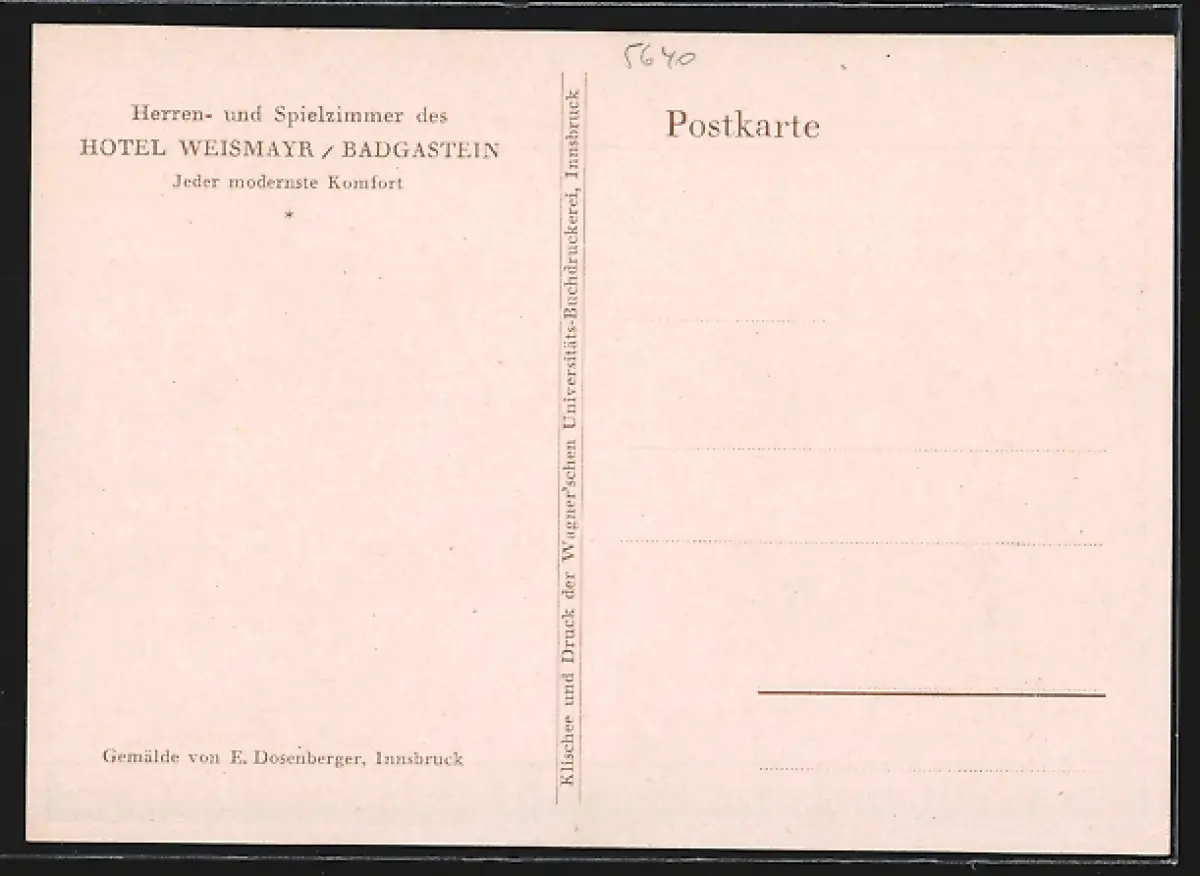 Herren- und Spielzimmer des
HOTEL WEISMAYR / BADGASTEIN
Jeder modernste Komfort
*
Gemälde von E. Dosenberger, Innsbruck
Klischee und Druck der Wagner'schen Universitäts-Buchdruckerei, Innsbruck
5640
Postkarte